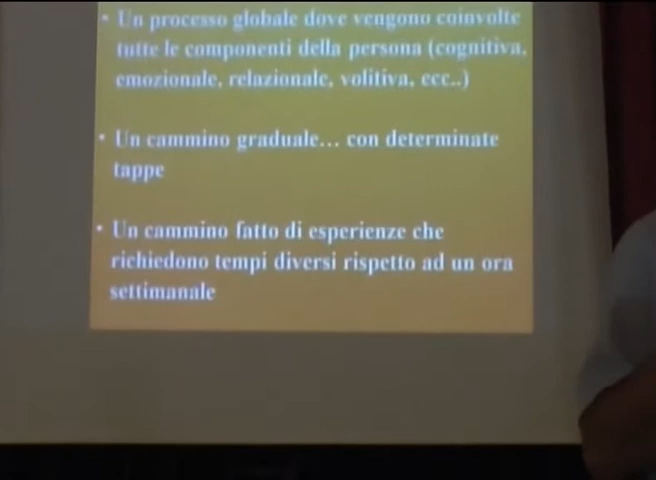 • Un processo globale dove vengono coinvolte
tutte le componenti della persona (cognitiva,
emozionale, relazionale, volitiva, ecc..)
• Un cammino graduale... con determinate
tappe
• Un cammino fatto di esperienze che
richiedono tempi diversi rispetto ad un ora
settimanale